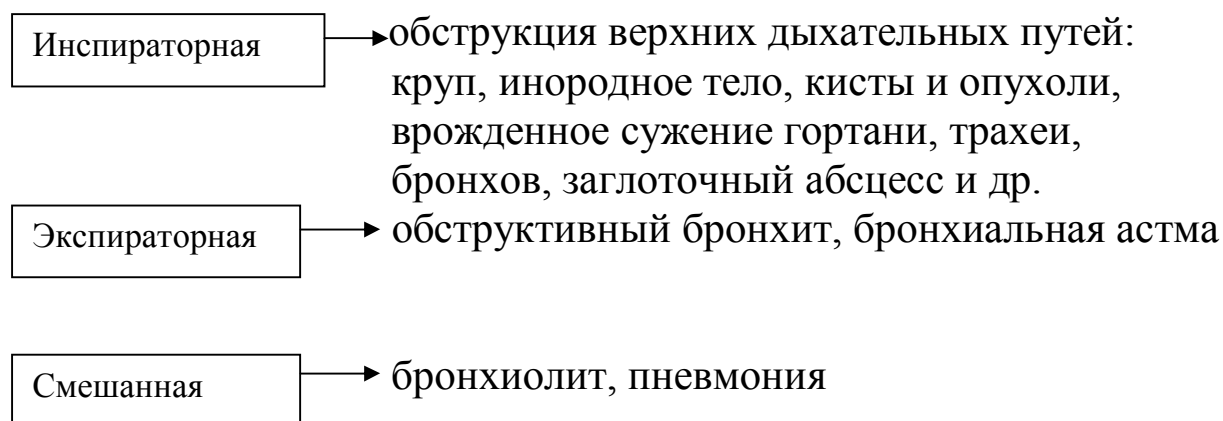 Инспираторная
обструкция верхних дыхательных путей:
круп, инородное тело, кисты и опухоли,
врожденное сужение гортани, трахеи,
бронхов, заглоточный абсцесс и др.
Экспираторная
обструктивный бронхит, бронхиальная астма
Смешанная
бронхиолит, пневмония